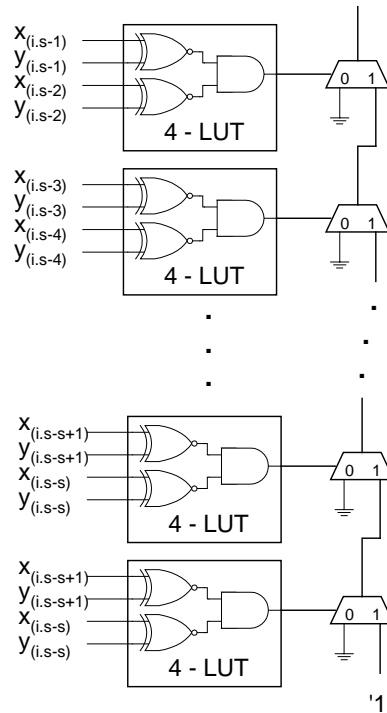 x(i.s-1)
y(i.s-1)
x(i.s-2)
y(i.s-2)
4 - LUT
0 1
x(i.s-3)
y(i.s-3)
x(i.s-4)
y(i.s-4)
4 - LUT
0 1
x(i.s-s+1)
y(i.s-s+1)
x(i.s-s)
y(i.s-s)
4 - LUT
0 1
x(i.s-s+1)
y(i.s-s+1)
x(i.s-s)
y(i.s-s)
4 - LUT
0 1
'1